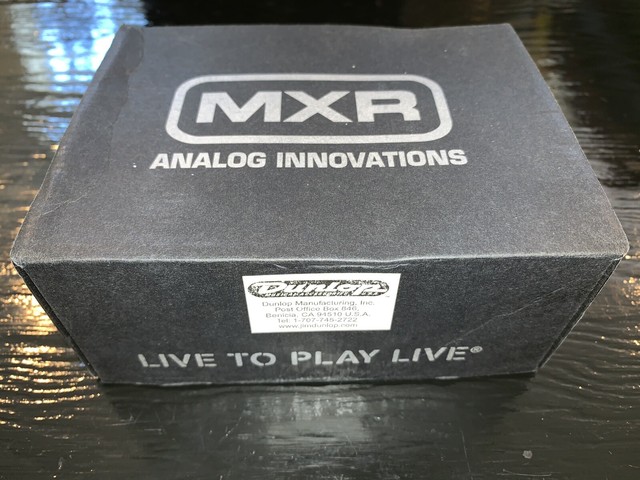 MXR
ANALOG INNOVATIONS
DUNLOP
Dunlop Manufacturing, Inc.
Post Office Box 846,
Benicia, CA 94510 U.S.A.
Tel: 1-707-745-2722
www.jimdunlop.com
LIVE TO PLAY LIVE®